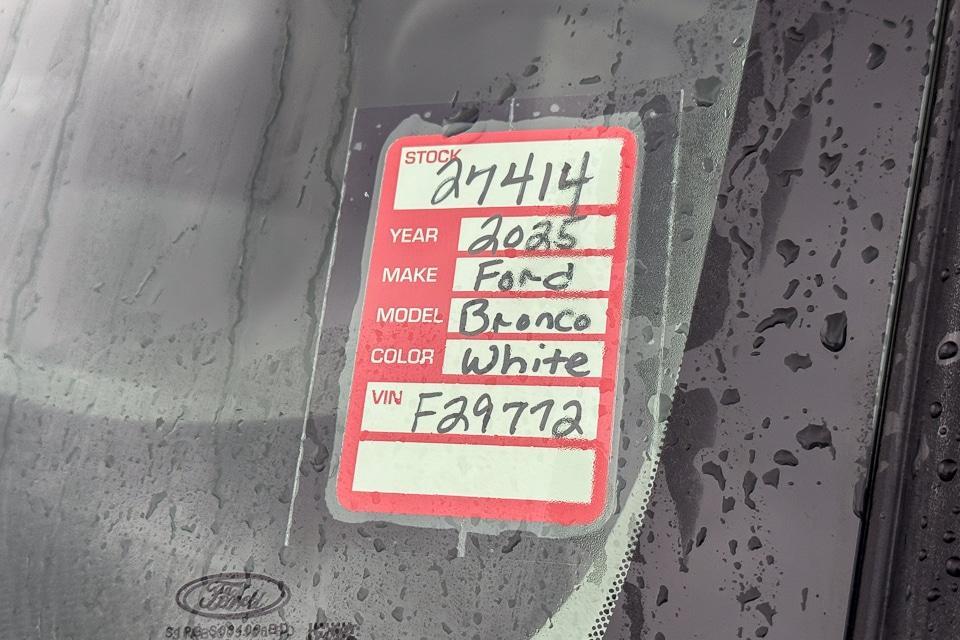 STOCK 27414
YEAR 2025
MAKE Ford
MODEL Bronco
COLOR White
VIN F29772
Ford